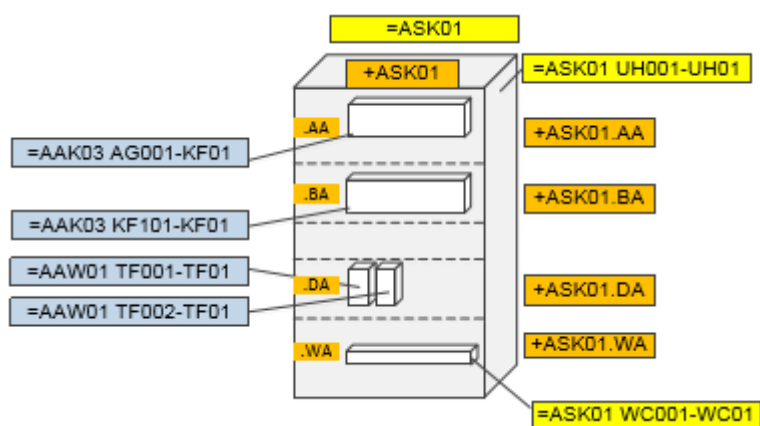 =ASK01
+ASK01
=ASK01 UH001-UH01
.AA
+ASK01.AA
=AAK03 AG001-KF01
.BA
+ASK01.BA
=AAK03 KF101-KF01
=AAW01 TF001-TF01
.DA
+ASK01.DA
=AAW01 TF002-TF01
.WA
+ASK01.WA
=ASK01 WC001-WC01